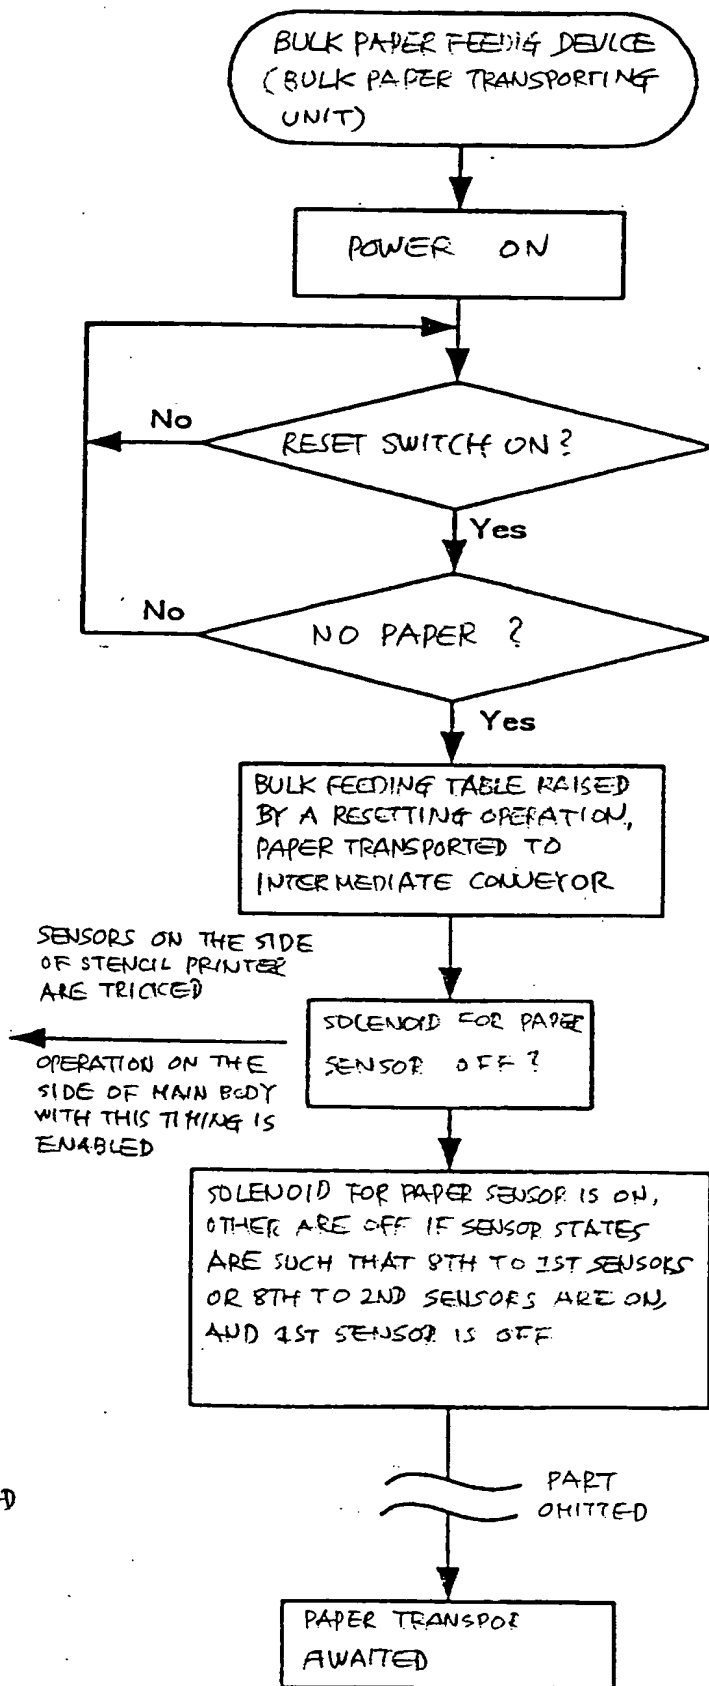 BULK PAPER FEEDIG DEVICE
(BULK PAPER TRANSPORTING
UNIT)
POWER ON
No
RESET SWITCH ON?
Yes
No
NO PAPER ?
Yes
BULK FEEDING TABLE RAISED
BY A RESETTING OPERATION,
PAPER TRANSPORTED TO
INTERMEDIATE CONVEYOR
SENSORS ON THE SIDE
OF STENCIL PRINTER
ARE TRICKED
SOLENOID FOR PAPER
SENSOR OFF ?
OPERATION ON THE
SIDE OF MAIN BODY
WITH THIS TIMING IS
ENABLED
SOLENOID FOR PAPER SENSOR IS ON,
OTHER ARE OFF IF SENSOR STATES
ARE SUCH THAT 8TH TO 1ST SENSORS
OR 8TH TO 2ND SENSORS ARE ON,
AND 1ST SENSOR IS OFF
PART
OMITTED
D
PAPER TRANSPOR
AWAITED